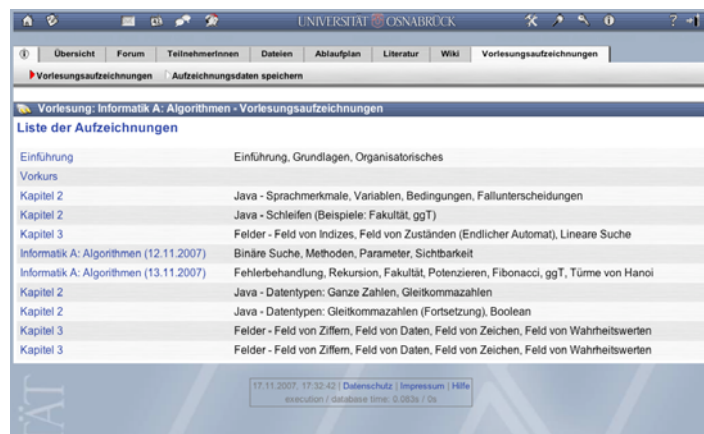 UNIVERSITÄT OSNABRÜCK
Übersicht Forum TeilnehmerInnen Dateien Ablaufplan Literatur Wiki Vorlesungsaufzeichnungen
Vorlesungsaufzeichnungen Aufzeichnungsdaten speichern
Vorlesung: Informatik A: Algorithmen - Vorlesungsaufzeichnungen
Liste der Aufzeichnungen
Einführung Einführung, Grundlagen, Organisatorisches
Vorkurs
Kapitel 2 Java - Sprachmerkmale, Variablen, Bedingungen, Fallunterscheidungen
Kapitel 2 Java - Schleifen (Beispiele: Fakultät, ggT)
Kapitel 3 Felder - Feld von Indizes, Feld von Zuständen (Endlicher Automat), Lineare Suche
Informatik A: Algorithmen (12.11.2007) Binäre Suche, Methoden, Parameter, Sichtbarkeit
Informatik A: Algorithmen (13.11.2007) Fehlerbehandlung, Rekursion, Fakultät, Potenzieren, Fibonacci, ggT, Türme von Hanoi
Kapitel 2 Java - Datentypen: Ganze Zahlen, Gleitkommazahlen
Kapitel 2 Java - Datentypen: Gleitkommazahlen (Fortsetzung), Boolean
Kapitel 3 Felder - Feld von Ziffern, Feld von Daten, Feld von Zeichen, Feld von Wahrheitswerten
Kapitel 3 Felder - Feld von Ziffern, Feld von Daten, Feld von Zeichen, Feld von Wahrheitswerten
17.11.2007, 17:32:42 | Datenschutz | Impressum | Hilfe
execution / database time: 0.083s / 0s
TÄT